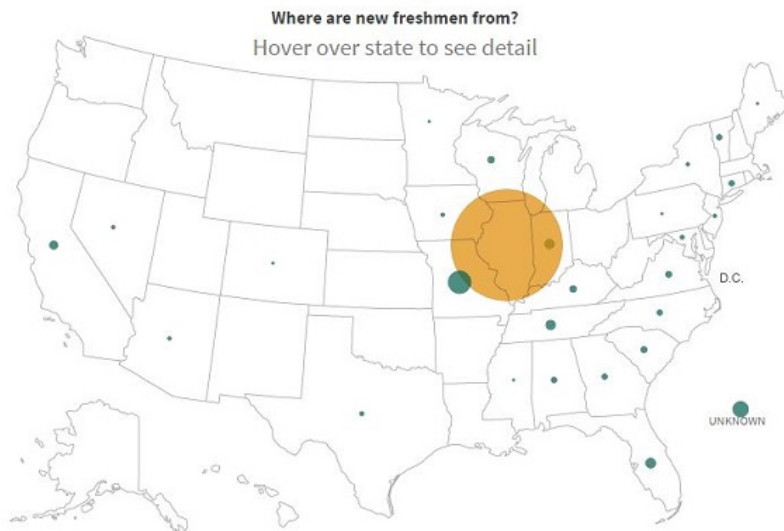 Where are new freshmen from?
Hover over state to see detail
D.C.
UNKNOWN